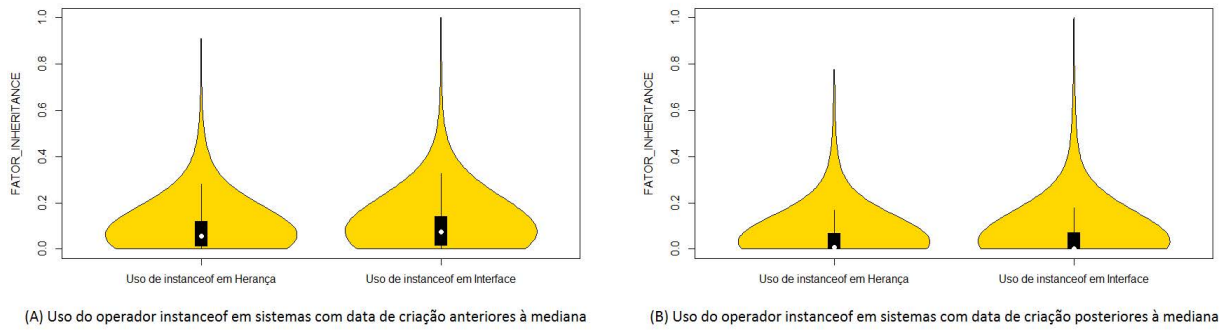 FATOR_INHERITANCE
1.0
0.8
0.6
0.4
0.2
0.0
Uso de instanceof em Herança
Uso de instanceof em Interface
(A) Uso do operador instanceof em sistemas com data de criação anteriores à mediana
FATOR_INHERITANCE
1.0
0.8
0.6
0.4
0.2
0.0
Uso de instanceof em Herança
Uso de instanceof em Interface
(B) Uso do operador instanceof em sistemas com data de criação posteriores à mediana